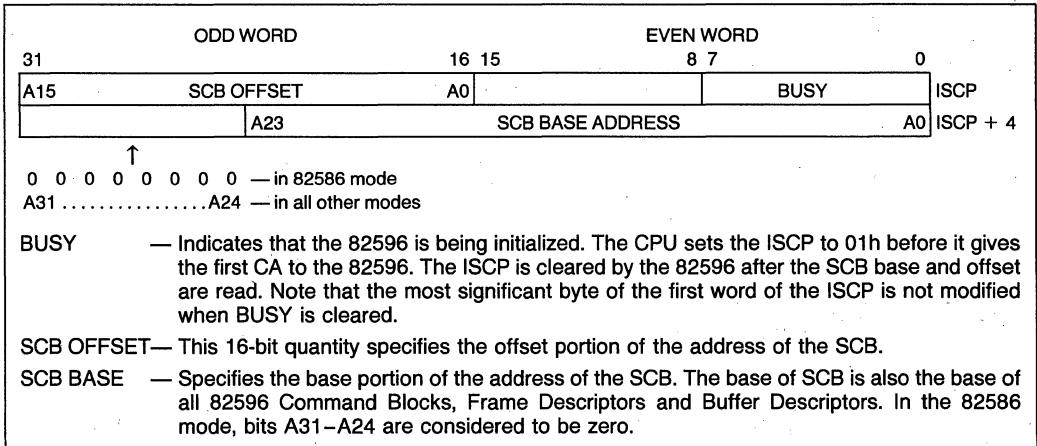 ODD WORD EVEN WORD
31 16 15 8 7 0
A15 SCB OFFSET A0 BUSY ISCP
A23 SCB BASE ADDRESS A0 ISCP + 4
↑
0 0 0 0 0 0 0 0 — in 82586 mode
A31 ................ A24 — in all other modes
BUSY — Indicates that the 82596 is being initialized. The CPU sets the ISCP to 01h before it gives
the first CA to the 82596. The ISCP is cleared by the 82596 after the SCB base and offset
are read. Note that the most significant byte of the first word of the ISCP is not modified
when BUSY is cleared.
SCB OFFSET— This 16-bit quantity specifies the offset portion of the address of the SCB.
SCB BASE — Specifies the base portion of the address of the SCB. The base of SCB is also the base of
all 82596 Command Blocks, Frame Descriptors and Buffer Descriptors. In the 82586
mode, bits A31–A24 are considered to be zero.